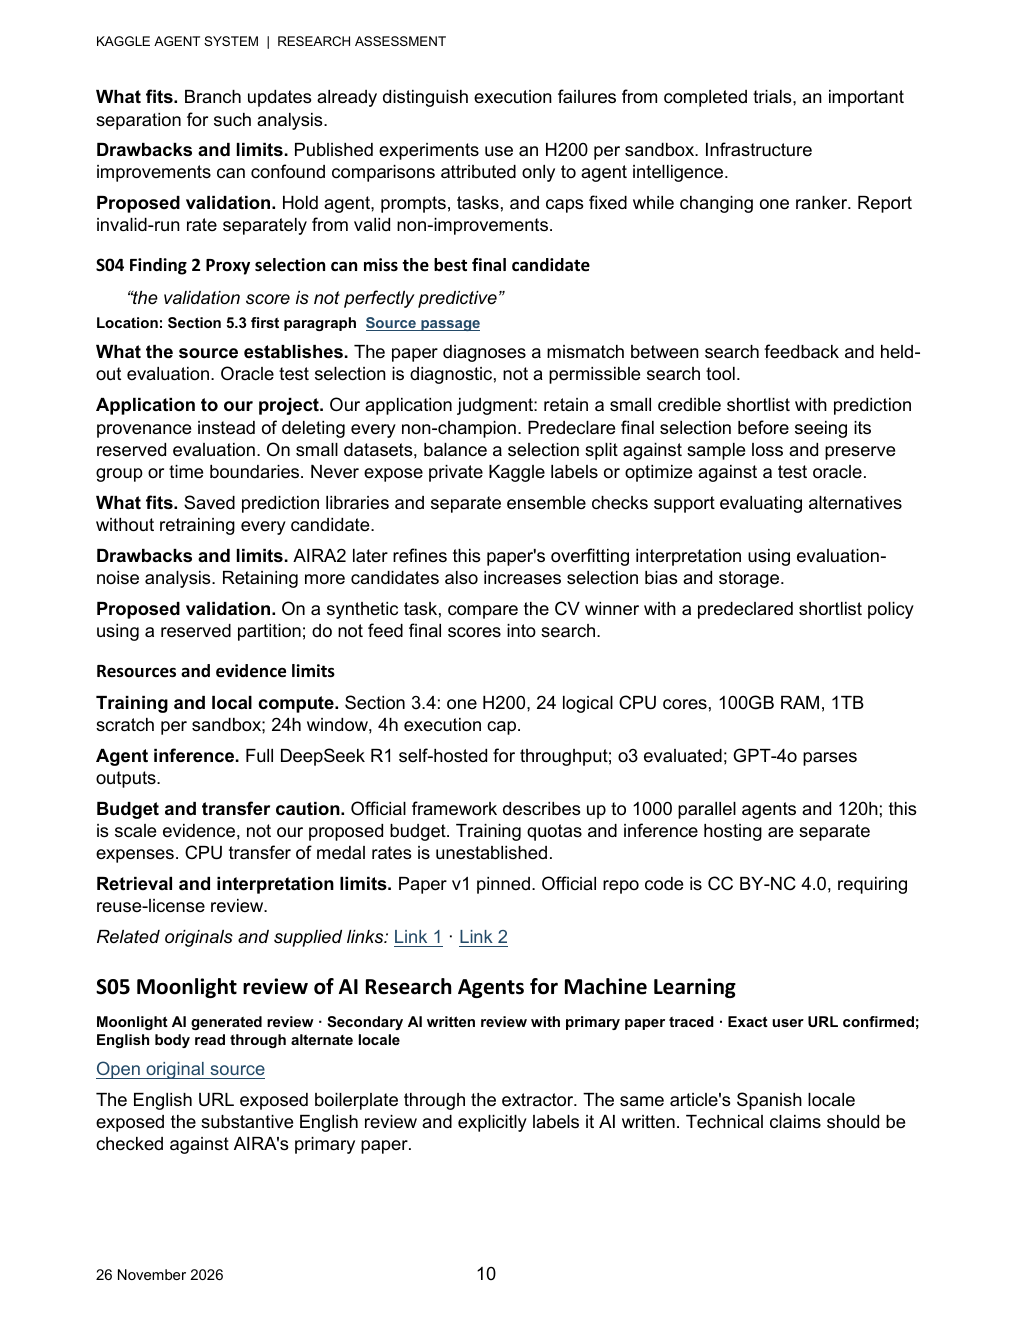 KAGGLE AGENT SYSTEM | RESEARCH ASSESSMENT
What fits. Branch updates already distinguish execution failures from completed trials, an important
separation for such analysis.
Drawbacks and limits. Published experiments use an H200 per sandbox. Infrastructure
improvements can confound comparisons attributed only to agent intelligence.
Proposed validation. Hold agent, prompts, tasks, and caps fixed while changing one ranker. Report
invalid-run rate separately from valid non-improvements.
S04 Finding 2 Proxy selection can miss the best final candidate
“the validation score is not perfectly predictive”
Location: Section 5.3 first paragraph Source passage
What the source establishes. The paper diagnoses a mismatch between search feedback and held-
out evaluation. Oracle test selection is diagnostic, not a permissible search tool.
Application to our project. Our application judgment: retain a small credible shortlist with prediction
provenance instead of deleting every non-champion. Predeclare final selection before seeing its
reserved evaluation. On small datasets, balance a selection split against sample loss and preserve
group or time boundaries. Never expose private Kaggle labels or optimize against a test oracle.
What fits. Saved prediction libraries and separate ensemble checks support evaluating alternatives
without retraining every candidate.
Drawbacks and limits. AIRA2 later refines this paper's overfitting interpretation using evaluation-
noise analysis. Retaining more candidates also increases selection bias and storage.
Proposed validation. On a synthetic task, compare the CV winner with a predeclared shortlist policy
using a reserved partition; do not feed final scores into search.
Resources and evidence limits
Training and local compute. Section 3.4: one H200, 24 logical CPU cores, 100GB RAM, 1TB
scratch per sandbox; 24h window, 4h execution cap.
Agent inference. Full DeepSeek R1 self-hosted for throughput; o3 evaluated; GPT-4o parses
outputs.
Budget and transfer caution. Official framework describes up to 1000 parallel agents and 120h; this
is scale evidence, not our proposed budget. Training quotas and inference hosting are separate
expenses. CPU transfer of medal rates is unestablished.
Retrieval and interpretation limits. Paper v1 pinned. Official repo code is CC BY-NC 4.0, requiring
reuse-license review.
Related originals and supplied links: Link 1 · Link 2
S05 Moonlight review of AI Research Agents for Machine Learning
Moonlight AI generated review · Secondary AI written review with primary paper traced · Exact user URL confirmed;
English body read through alternate locale
Open original source
The English URL exposed boilerplate through the extractor. The same article's Spanish locale
exposed the substantive English review and explicitly labels it AI written. Technical claims should be
checked against AIRA's primary paper.
26 November 2026 10